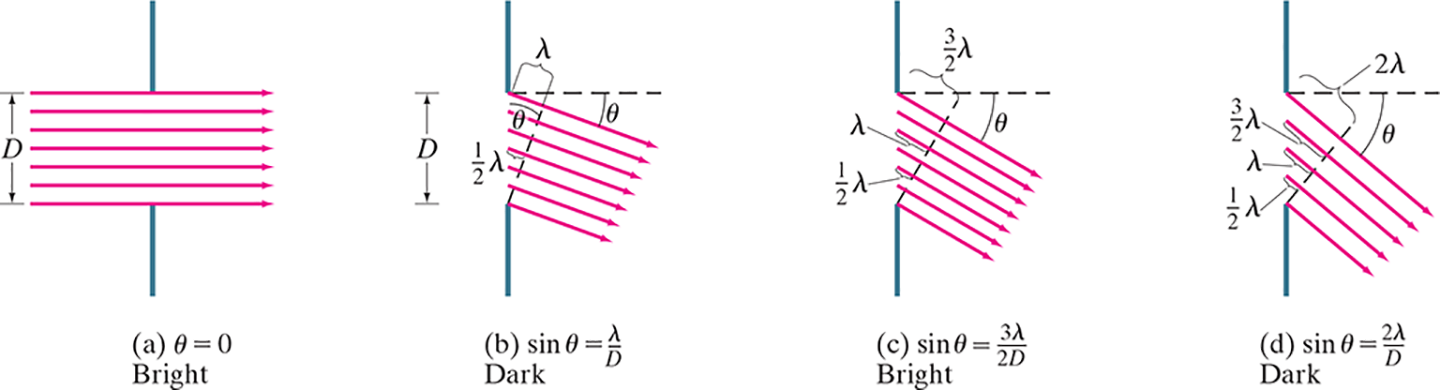 D
(a) θ = 0
Bright
λ
θ
θ
D
1/2 λ
(b) sin θ = λ/D
Dark
3/2 λ
θ
λ
1/2 λ
(c) sin θ = 3λ/2D
Bright
2λ
3/2 λ
θ
λ
1/2 λ
(d) sin θ = 2λ/D
Dark